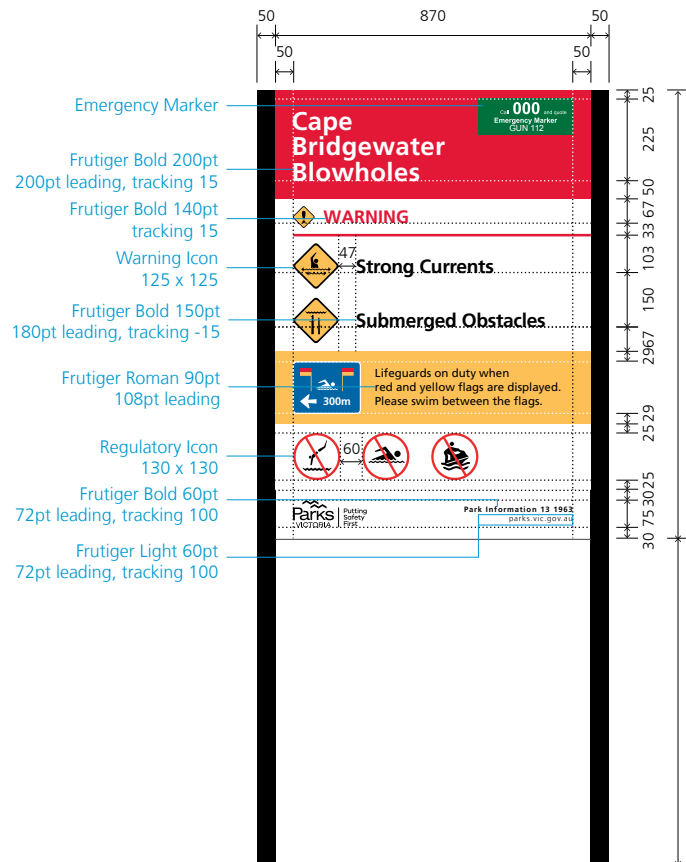 50
870
50
50
50
Emergency Marker
Frutiger Bold 200pt
200pt leading, tracking 15
Frutiger Bold 140pt
tracking 15
Warning Icon
125 x 125
Frutiger Bold 150pt
180pt leading, tracking -15
Frutiger Roman 90pt
108pt leading
Regulatory Icon
130 x 130
Frutiger Bold 60pt
72pt leading, tracking 100
Frutiger Light 60pt
72pt leading, tracking 100
Cape
Bridgewater
Blowholes
Call 000 and quote
Emergency Marker
GUN 112
WARNING
47
Strong Currents
Submerged Obstacles
300m
Lifeguards on duty when
red and yellow flags are displayed.
Please swim between the flags.
60
Parks
VICTORIA
Putting
Safety
First
Park Information 13 1963
parks.vic.gov.au
25
225
50
67
33
103
150
67
29
29
25
25
30
75
30